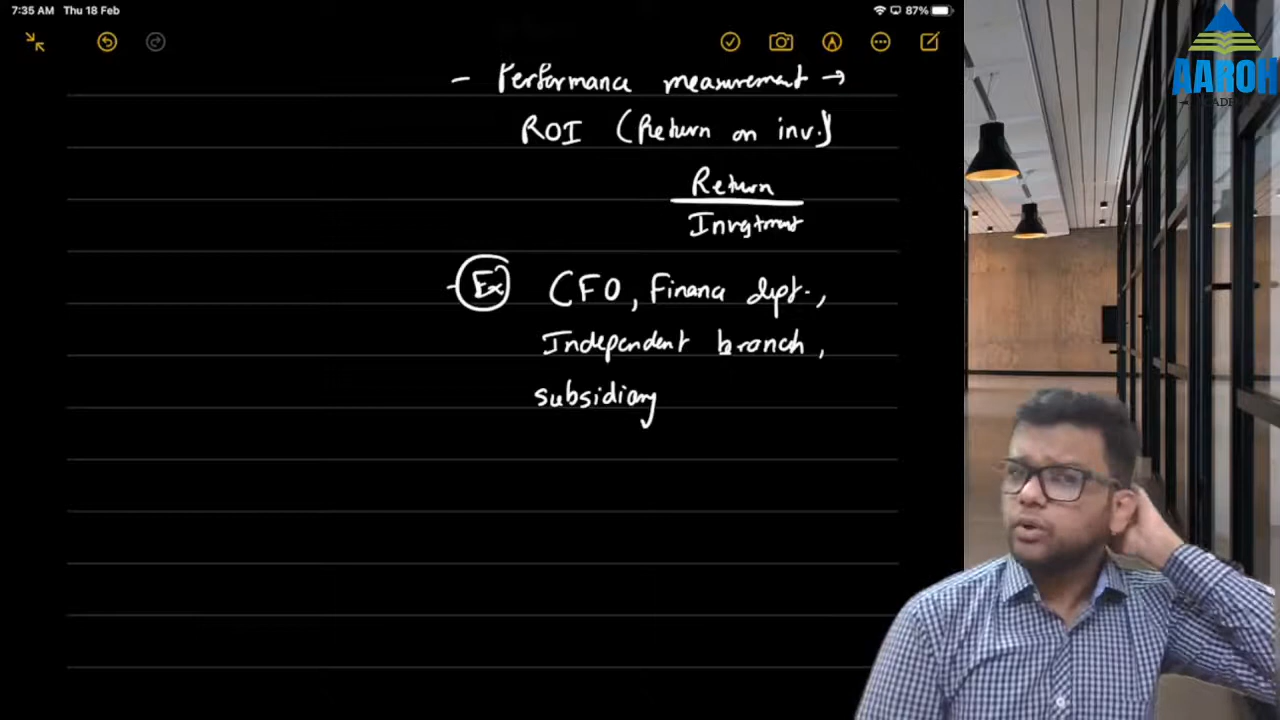 7:35 AM Thu 18 Feb
87%
- Performance measurement →
ROI (Return on inv.)
Return
Investment
- Ex CFO, Finance dept.,
Independent branch,
subsidiary
AAROH
ACADEMY